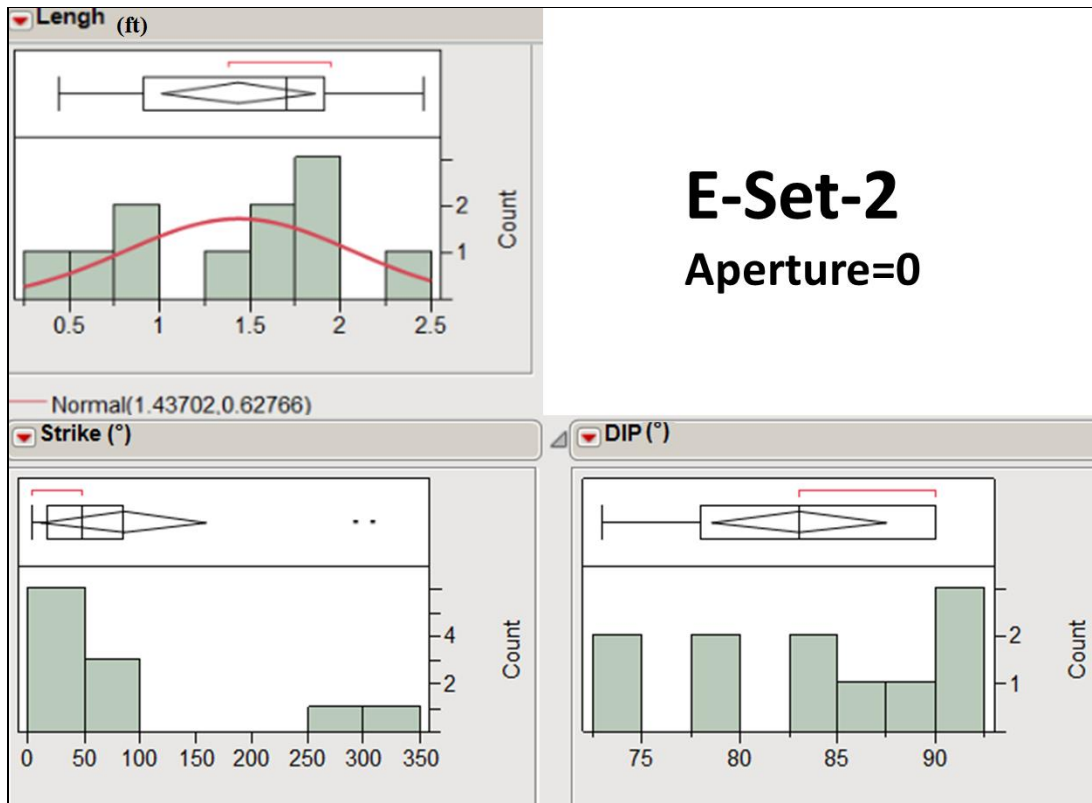 Lengh (ft)
Count
2
1
0.5 1 1.5 2 2.5
Normal(1.43702,0.62766)
E-Set-2
Aperture=0
Strike (°)
Count
4
2
0 50 100 150 200 250 300 350
DIP (°)
Count
2
1
75 80 85 90